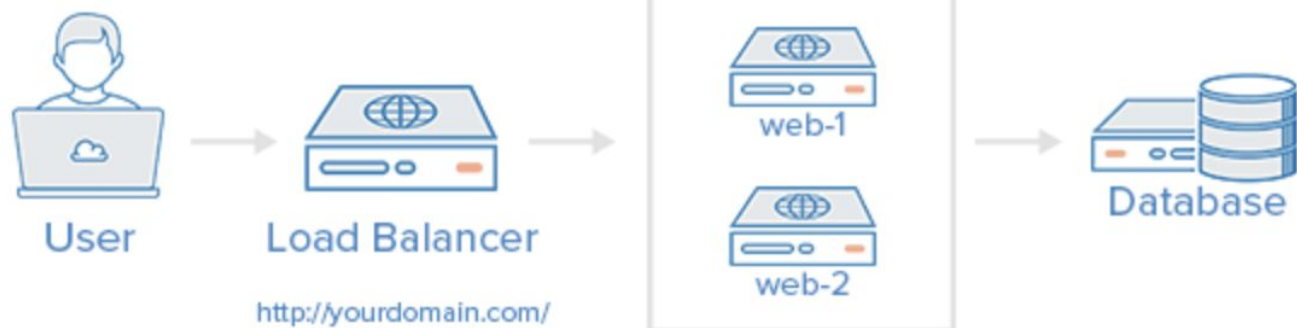 User
Load Balancer
http://yourdomain.com/
web-1
web-2
Database